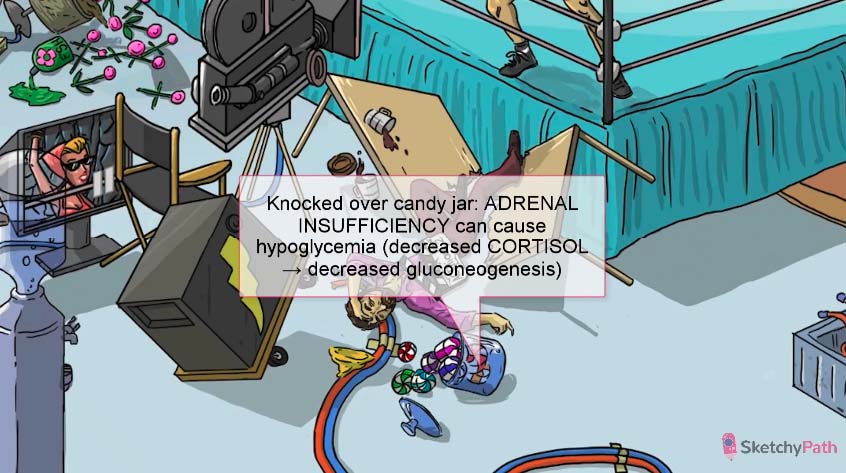 Knocked over candy jar: ADRENAL
INSUFFICIENCY can cause
hypoglycemia (decreased CORTISOL
→ decreased gluconeogenesis)
SketchyPath